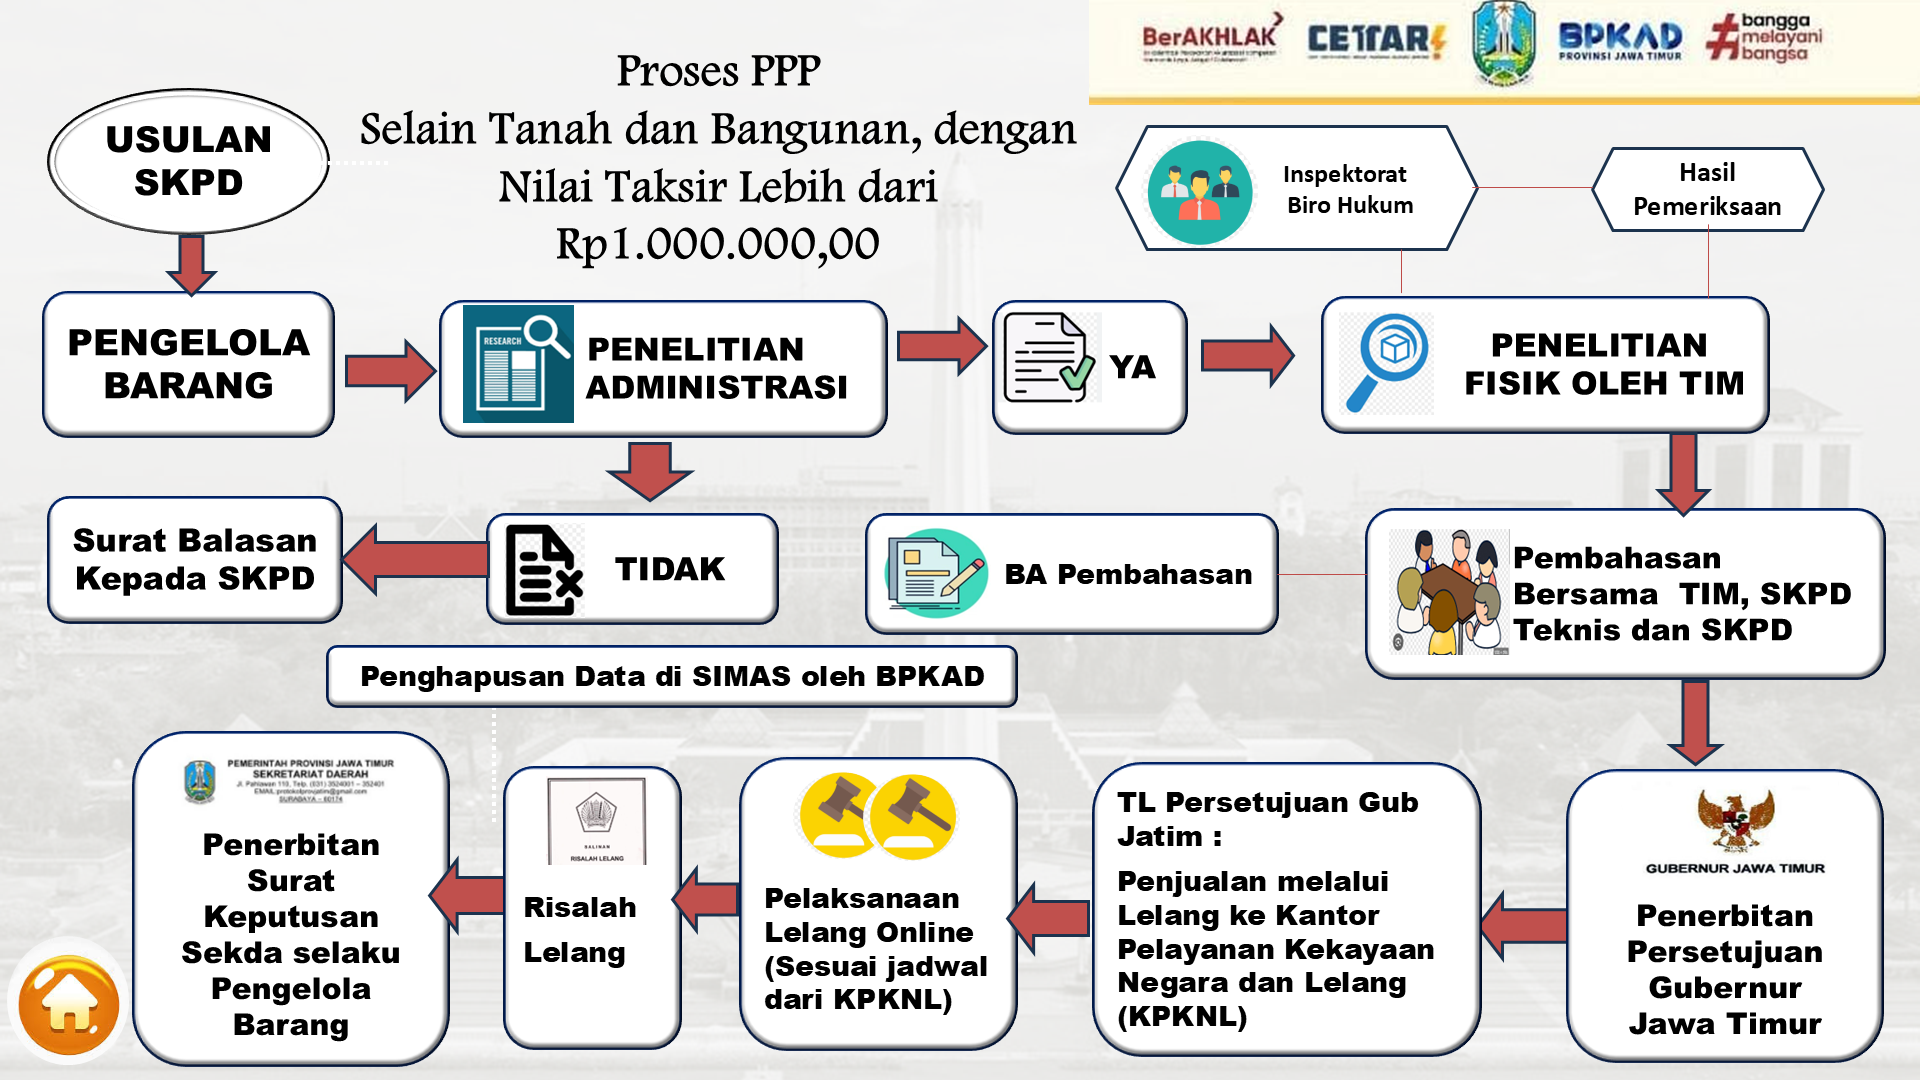 BerAKHLAK
CETTAR
BPKAD
PROVINSI JAWA TIMUR
#bangga
melayani
bangsa
Proses PPP
Selain Tanah dan Bangunan, dengan
Nilai Taksir Lebih dari
Rp1.000.000,00
USULAN
SKPD
Inspektorat
Biro Hukum
Hasil
Pemeriksaan
PENGELOLA
BARANG
RESEARCH
PENELITIAN
ADMINISTRASI
YA
PENELITIAN
FISIK OLEH TIM
Surat Balasan
Kepada SKPD
TIDAK
BA Pembahasan
Pembahasan
Bersama TIM, SKPD
Teknis dan SKPD
Penghapusan Data di SIMAS oleh BPKAD
PEMERINTAH PROVINSI JAWA TIMUR
SEKRETARIAT DAERAH
Jl. Pahlawan 110, Telp. (031) 3524001 – 352401
EMAIL:protokolprovjatim@gmail.com
SURABAYA – 60174
Penerbitan
Surat
Keputusan
Sekda selaku
Pengelola
Barang
SALINAN
RISALAH LELANG
Risalah
Lelang
Pelaksanaan
Lelang Online
(Sesuai jadwal
dari KPKNL)
TL Persetujuan Gub
Jatim :
Penjualan melalui
Lelang ke Kantor
Pelayanan Kekayaan
Negara dan Lelang
(KPKNL)
GUBERNUR JAWA TIMUR
Penerbitan
Persetujuan
Gubernur
Jawa Timur